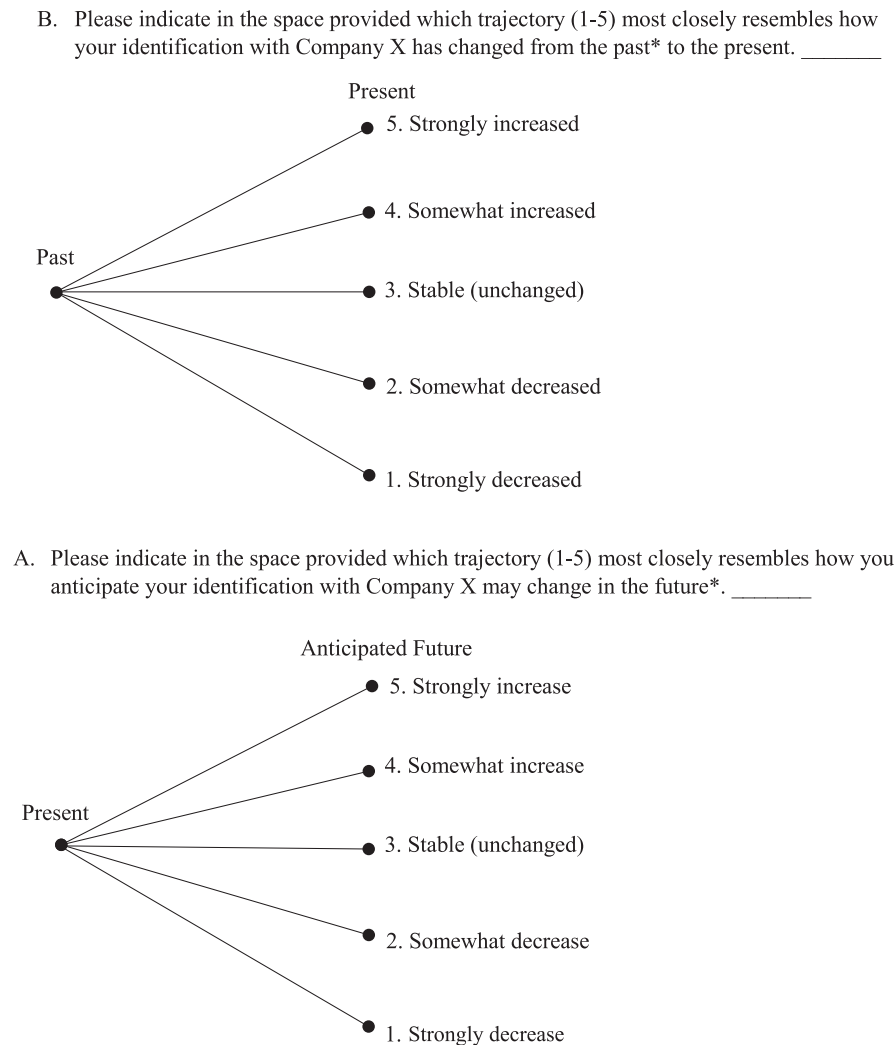 B. Please indicate in the space provided which trajectory (1-5) most closely resembles how
your identification with Company X has changed from the past* to the present. _______
Present
5. Strongly increased
4. Somewhat increased
Past
3. Stable (unchanged)
2. Somewhat decreased
1. Strongly decreased
A. Please indicate in the space provided which trajectory (1-5) most closely resembles how you
anticipate your identification with Company X may change in the future*. _______
Anticipated Future
5. Strongly increase
4. Somewhat increase
Present
3. Stable (unchanged)
2. Somewhat decrease
1. Strongly decrease